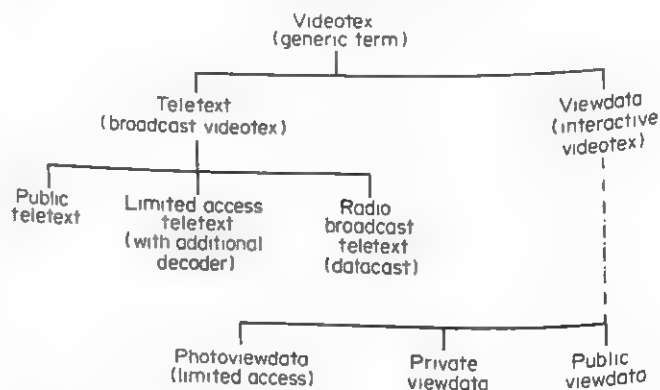 Videotex
(generic term)
Teletext
(broadcast videotex)
Viewdata
(interactive
videotex)
Public
teletext
Limited access
teletext
(with additional
decoder)
Radio
broadcast
teletext
(datacast)
Photoviewdata
(limited access)
Private
viewdata
Public
viewdata